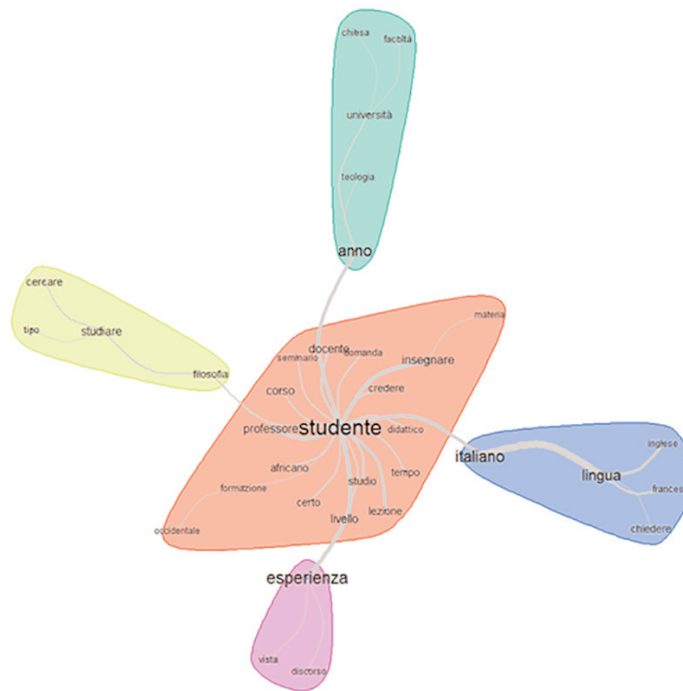 chiesa
facoltà
università
teologia
anno
cercare
tipo
studiare
filosofia
materia
docente
seminario
domanda
insegnare
corso
credere
professore
studente
didattico
italiano
inglese
lingua
francese
chiedere
africano
tempo
formazione
studio
certo
lezione
livello
occidentale
esperienza
vista
discorso